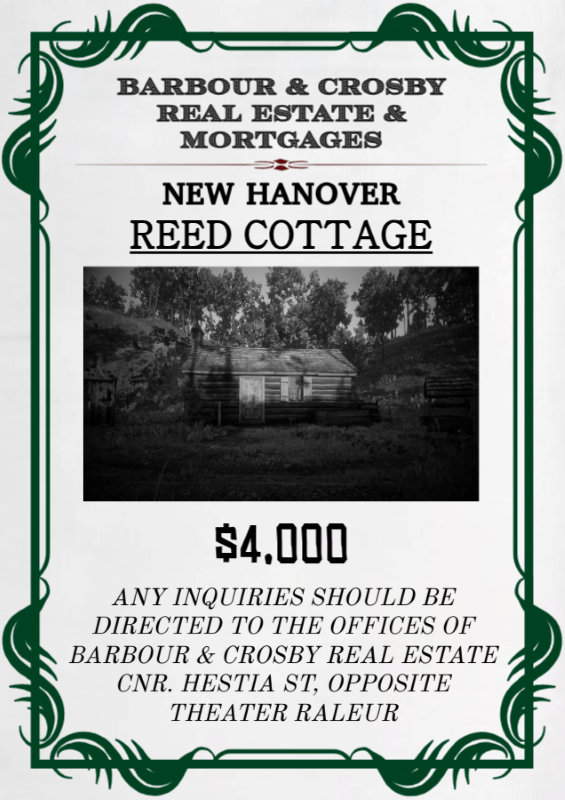 BARBOUR & CROSBY
REAL ESTATE &
MORTGAGES
NEW HANOVER
REED COTTAGE
$4,000
ANY INQUIRIES SHOULD BE
DIRECTED TO THE OFFICES OF
BARBOUR & CROSBY REAL ESTATE
CNR. HESTIA ST, OPPOSITE
THEATER RALEUR